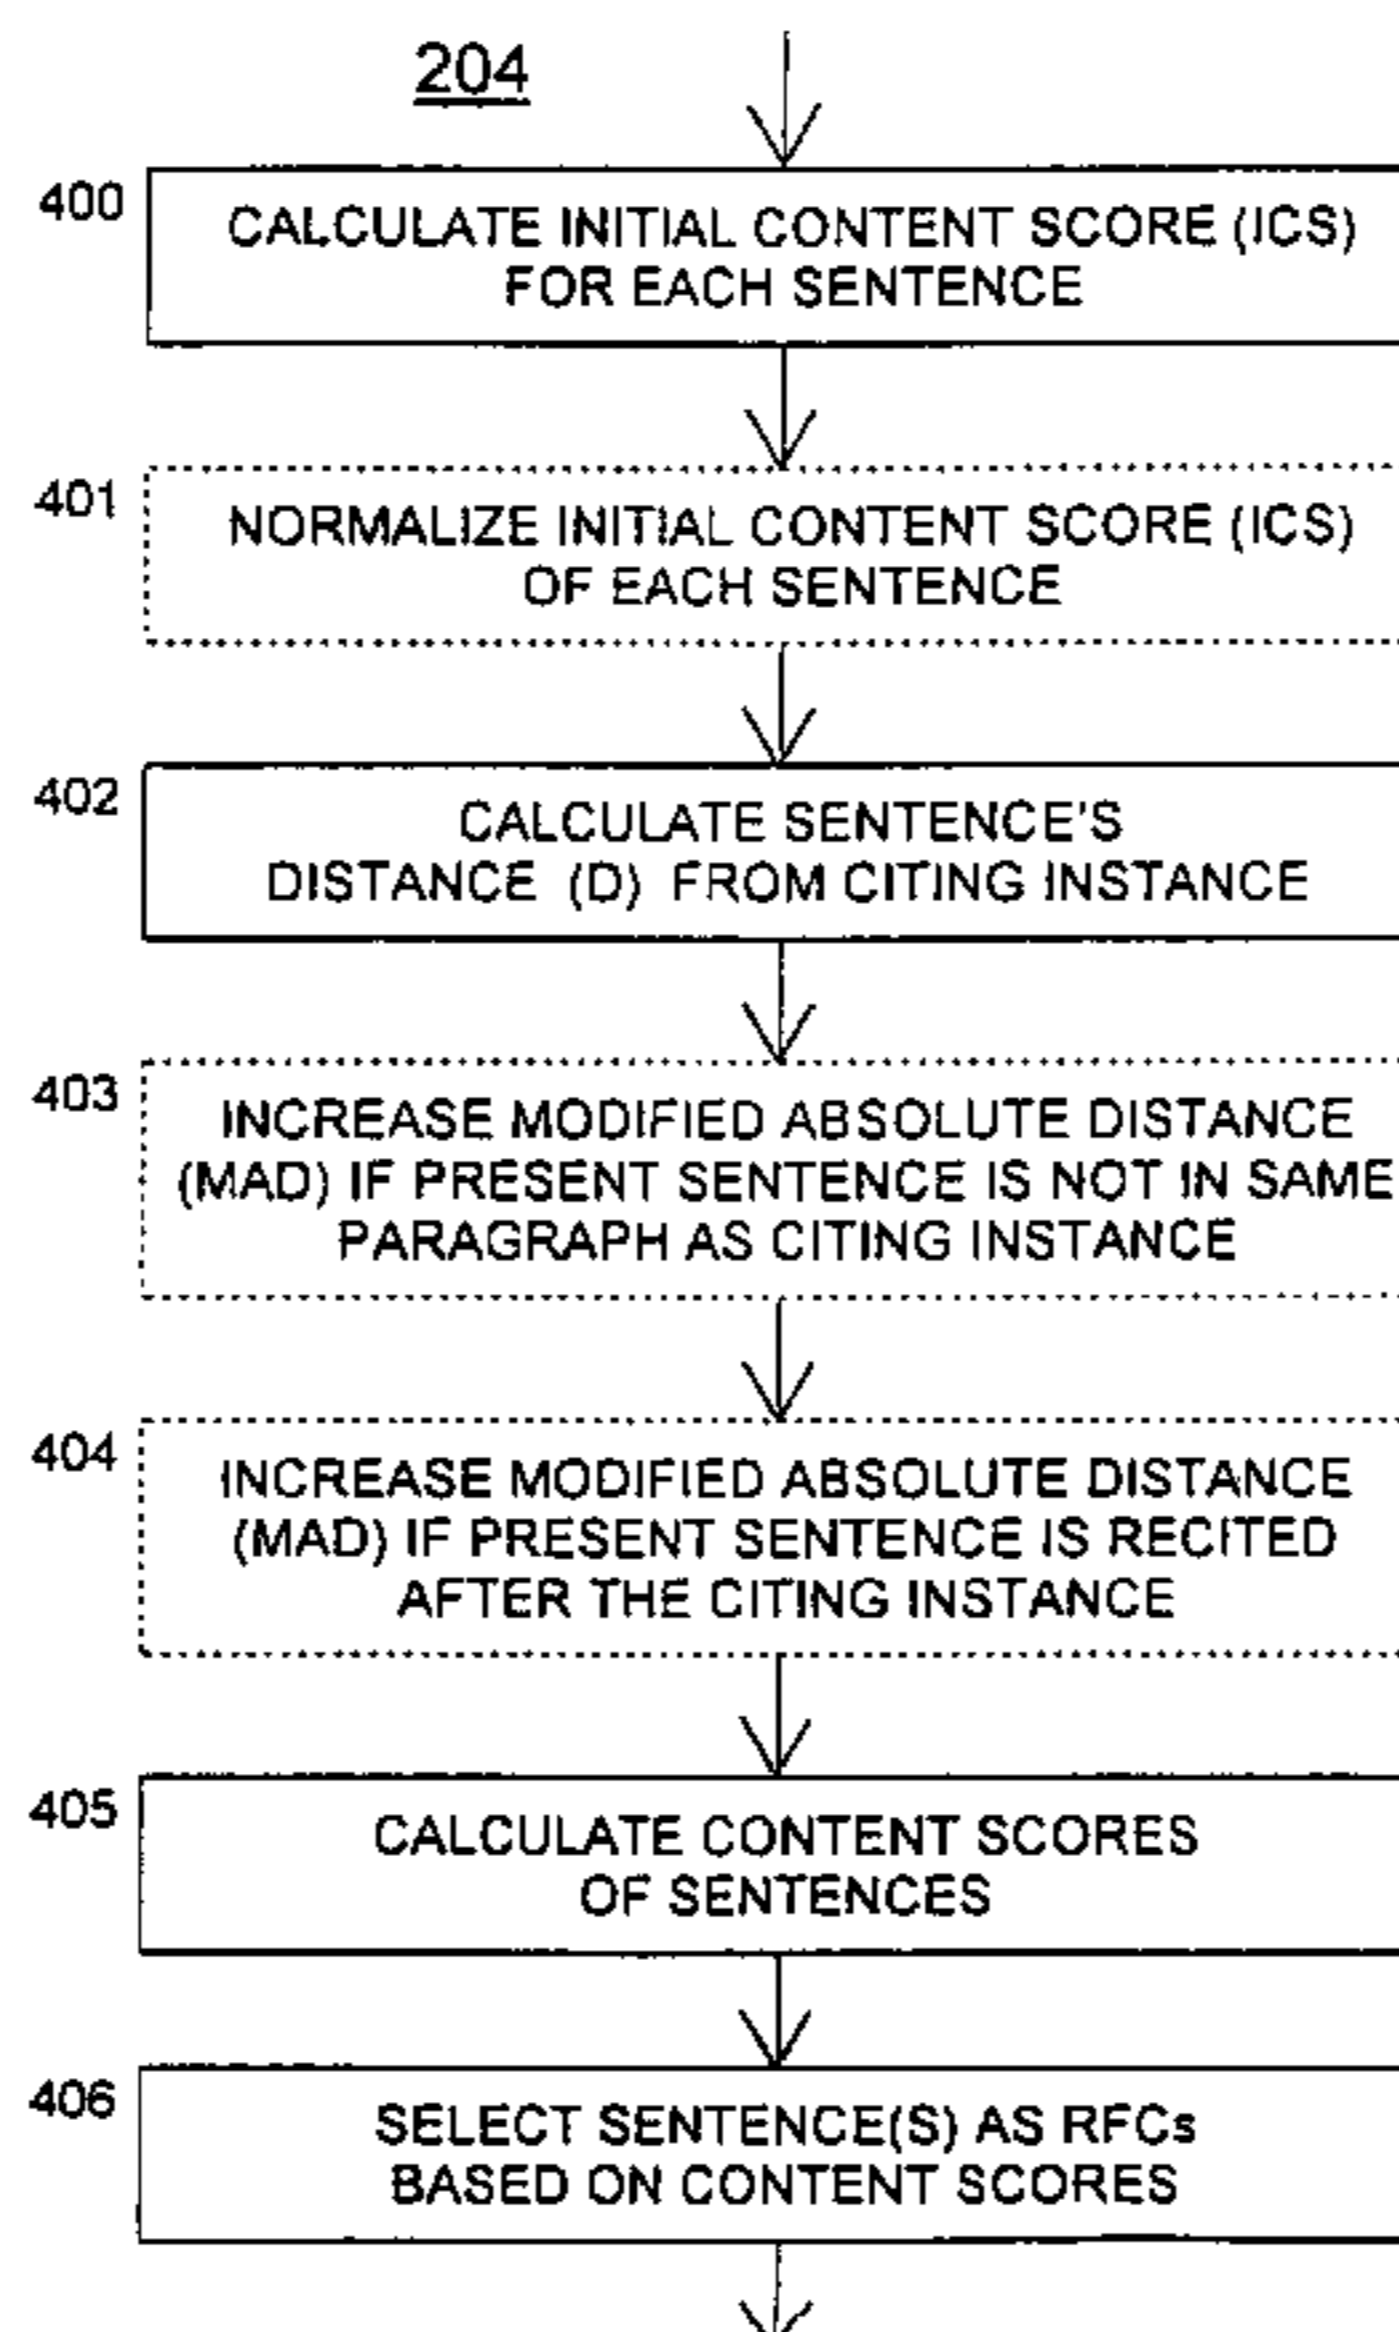 204
400
CALCULATE INITIAL CONTENT SCORE (ICS)
FOR EACH SENTENCE
401
NORMALIZE INITIAL CONTENT SCORE (ICS)
OF EACH SENTENCE
402
CALCULATE SENTENCE'S
DISTANCE (D) FROM CITING INSTANCE
403
INCREASE MODIFIED ABSOLUTE DISTANCE
(MAD) IF PRESENT SENTENCE IS NOT IN SAME
PARAGRAPH AS CITING INSTANCE
404
INCREASE MODIFIED ABSOLUTE DISTANCE
(MAD) IF PRESENT SENTENCE IS RECITED
AFTER THE CITING INSTANCE
405
CALCULATE CONTENT SCORES
OF SENTENCES
406
SELECT SENTENCE(S) AS RFCs
BASED ON CONTENT SCORES